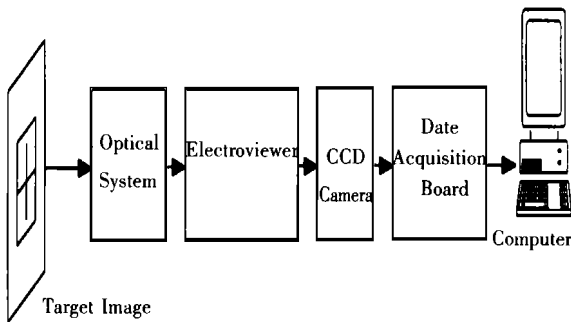 Optical
System
Electroviewer
CCD
Camera
Date
Acquisition
Board
Computer
Target Image